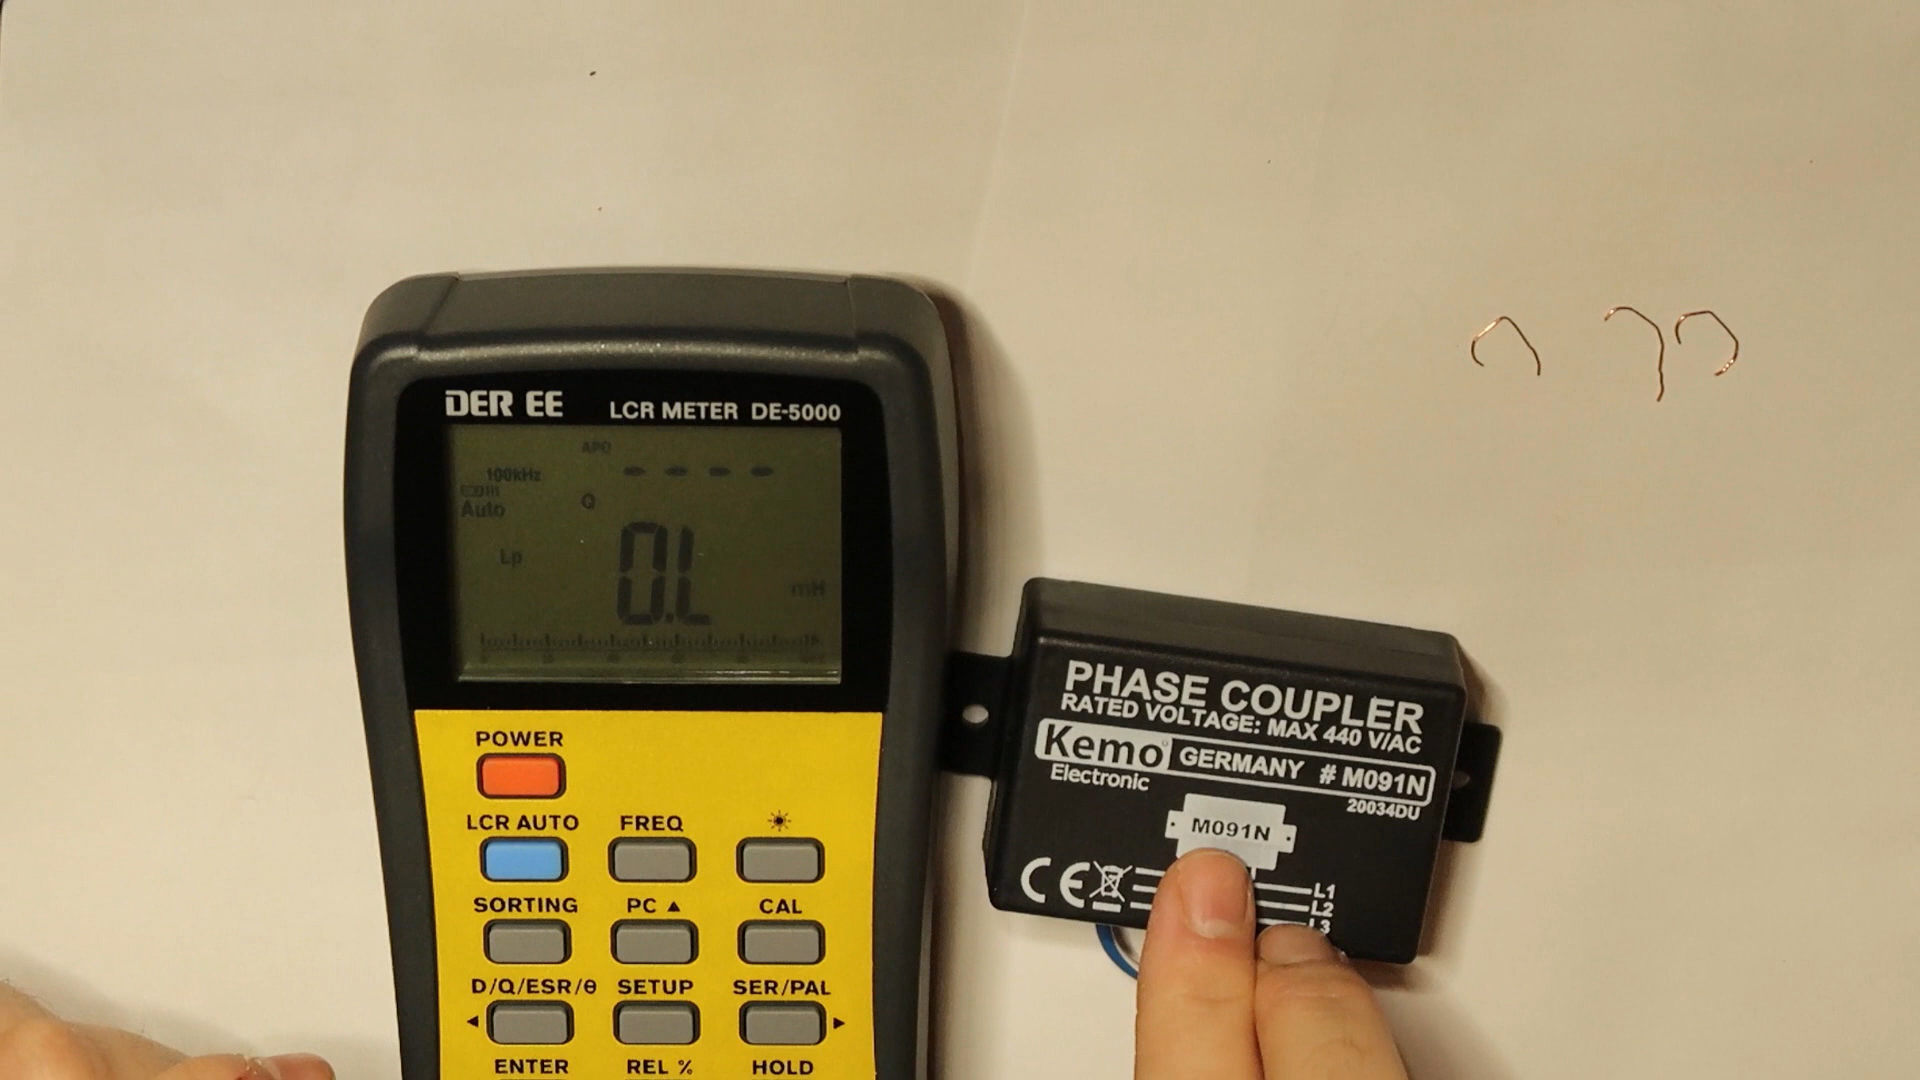 DER EE LCR METER DE-5000
APO
100kHz - - - -
Auto Q
Lp 0.L mH
POWER
LCR AUTO FREQ
SORTING PC ▲ CAL
D/Q/ESR/θ SETUP SER/PAL
◄ ►
ENTER REL % HOLD
PHASE COUPLER
RATED VOLTAGE: MAX 440 V/AC
Kemo GERMANY # M091N
Electronic
20034DU
M091N
CE
L1
L2
L3